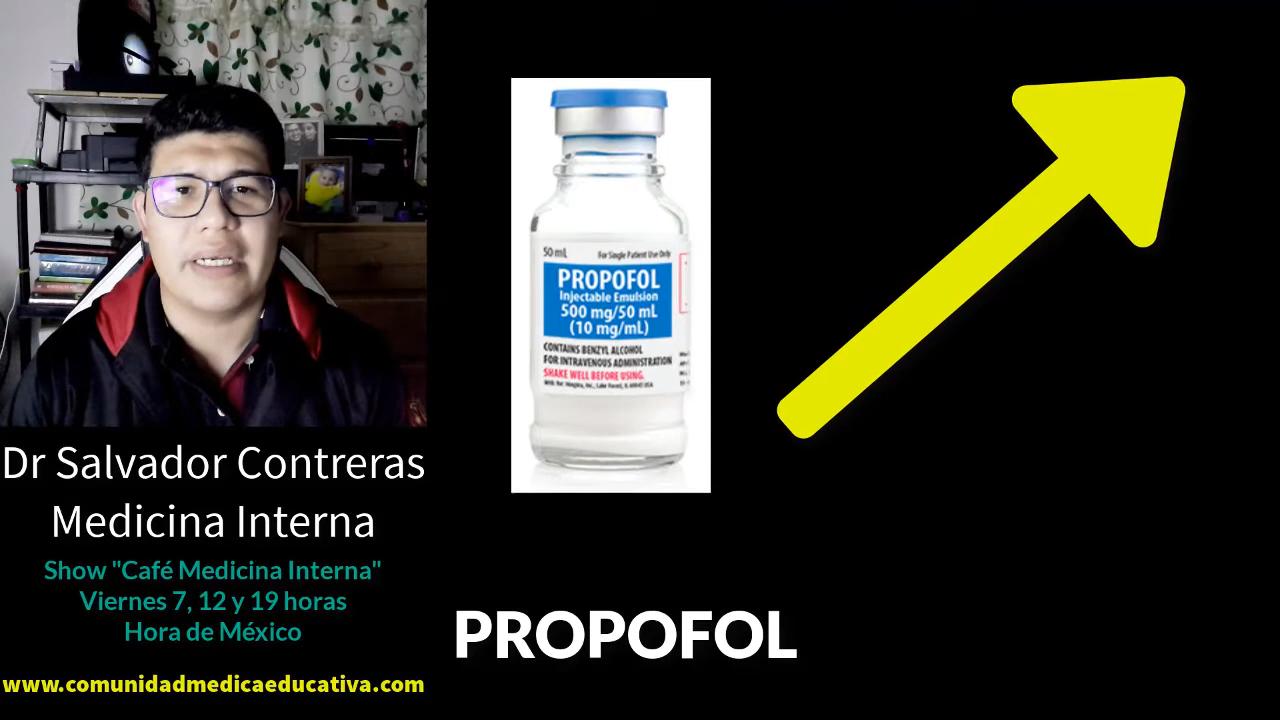 Dr Salvador Contreras
Medicina Interna
Show "Café Medicina Interna"
Viernes 7, 12 y 19 horas
Hora de México
www.comunidadmedicaeducativa.com
50 mL For Single Patient Use Only
PROPOFOL
Injectable Emulsion
500 mg/50 mL
(10 mg/mL)
CONTAINS BENZYL ALCOHOL
FOR INTRAVENOUS ADMINISTRATION
SHAKE WELL BEFORE USING.
PROPOFOL